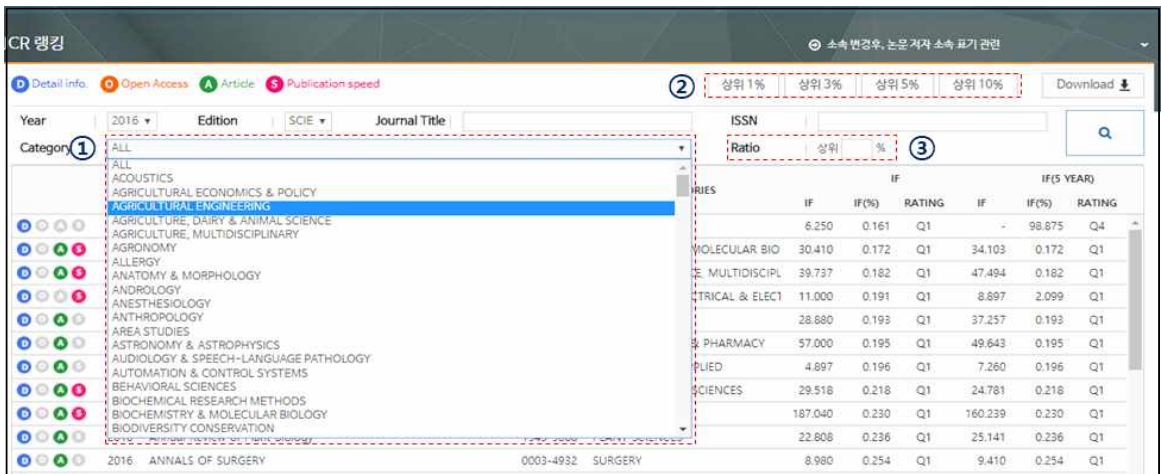 JCR 랭킹
소속 변경후, 논문 저자 소속 표기 관련
D Detail info. O Open Access A Article S Publication speed ② 상위 1% 상위 3% 상위 5% 상위 10% Download
Year 2016 Edition SCIE Journal Title ISSN
Category ① ALL Ratio 상위 % ③
ALL
ACOUSTICS
AGRICULTURAL ECONOMICS & POLICY
AGRICULTURAL ENGINEERING
AGRICULTURE, DAIRY & ANIMAL SCIENCE
AGRICULTURE, MULTIDISCIPLINARY
AGRONOMY
ALLERGY
ANATOMY & MORPHOLOGY
ANDROLOGY
ANESTHESIOLOGY
ANTHROPOLOGY
AREA STUDIES
ASTRONOMY & ASTROPHYSICS
AUDIOLOGY & SPEECH-LANGUAGE PATHOLOGY
AUTOMATION & CONTROL SYSTEMS
BEHAVIORAL SCIENCES
BIOCHEMICAL RESEARCH METHODS
BIOCHEMISTRY & MOLECULAR BIOLOGY
BIODIVERSITY CONSERVATION
ORIES IF IF(5 YEAR)
IF IF(%) RATING IF IF(%) RATING
D O A S 6.250 0.161 Q1 - 98.875 Q4
D O A S MOLECULAR BIO 30.410 0.172 Q1 34.103 0.172 Q1
D O A S E, MULTIDISCIPL 39.737 0.182 Q1 47.494 0.182 Q1
D O A S CTRICAL & ELECT 11.000 0.191 Q1 8.897 2.099 Q1
D O A S 28.880 0.193 Q1 37.257 0.193 Q1
D O A S & PHARMACY 57.000 0.195 Q1 49.643 0.195 Q1
D O A S PLIED 4.897 0.196 Q1 7.260 0.196 Q1
D O A S SCIENCES 29.518 0.218 Q1 24.781 0.218 Q1
D O A S 187.040 0.230 Q1 160.239 0.230 Q1
D O A S 2016 Annual Review of Plant Biology PLANT SCIENCES 22.808 0.236 Q1 25.141 0.236 Q1
D O A S 2016 ANNALS OF SURGERY 0003-4932 SURGERY 8.980 0.254 Q1 9.410 0.254 Q1